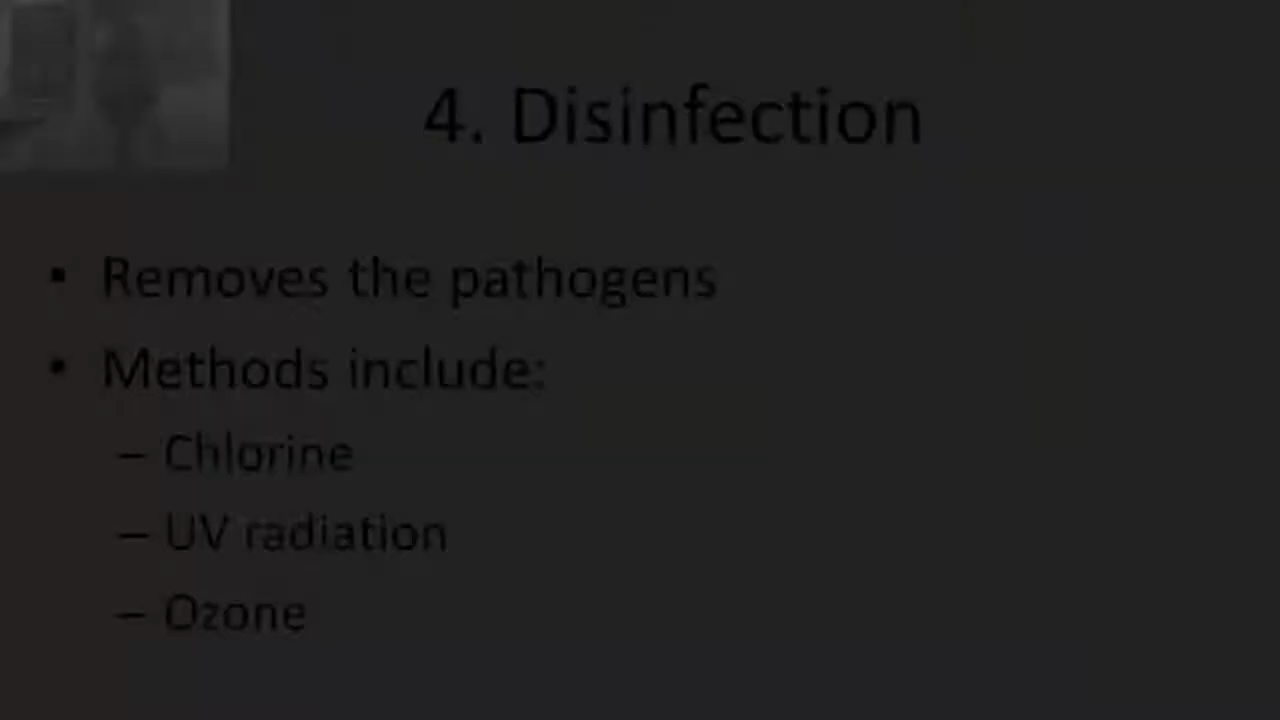 4. Disinfection
• Removes the pathogens
• Methods include:
– Chlorine
– UV radiation
– Ozone